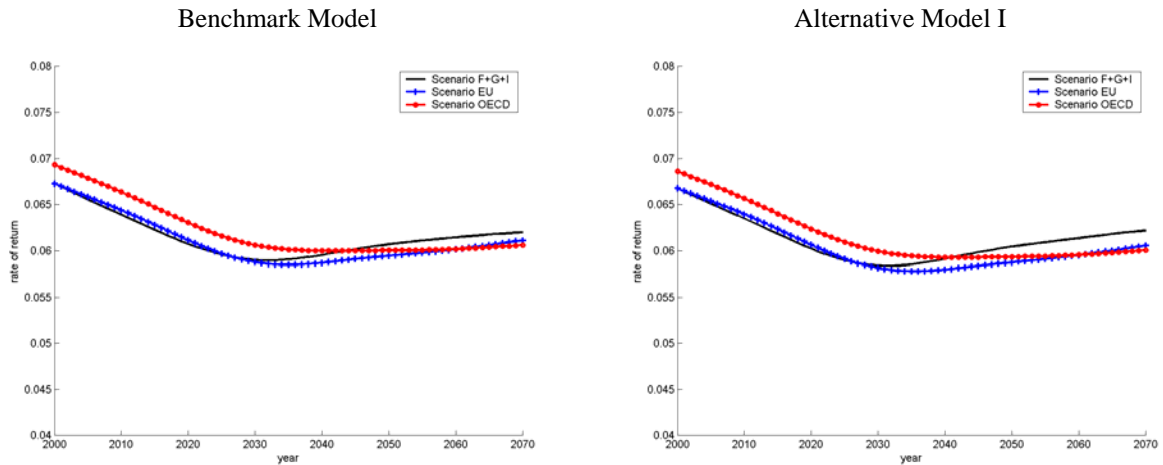 Benchmark Model
0.08
0.075
0.07
0.065
0.06
0.055
0.05
0.045
0.04
rate of return
2000 2010 2020 2030 2040 2050 2060 2070
year
Scenario F+G+I
Scenario EU
Scenario OECD
Alternative Model I
0.08
0.075
0.07
0.065
0.06
0.055
0.05
0.045
0.04
rate of return
2000 2010 2020 2030 2040 2050 2060 2070
year
Scenario F+G+I
Scenario EU
Scenario OECD